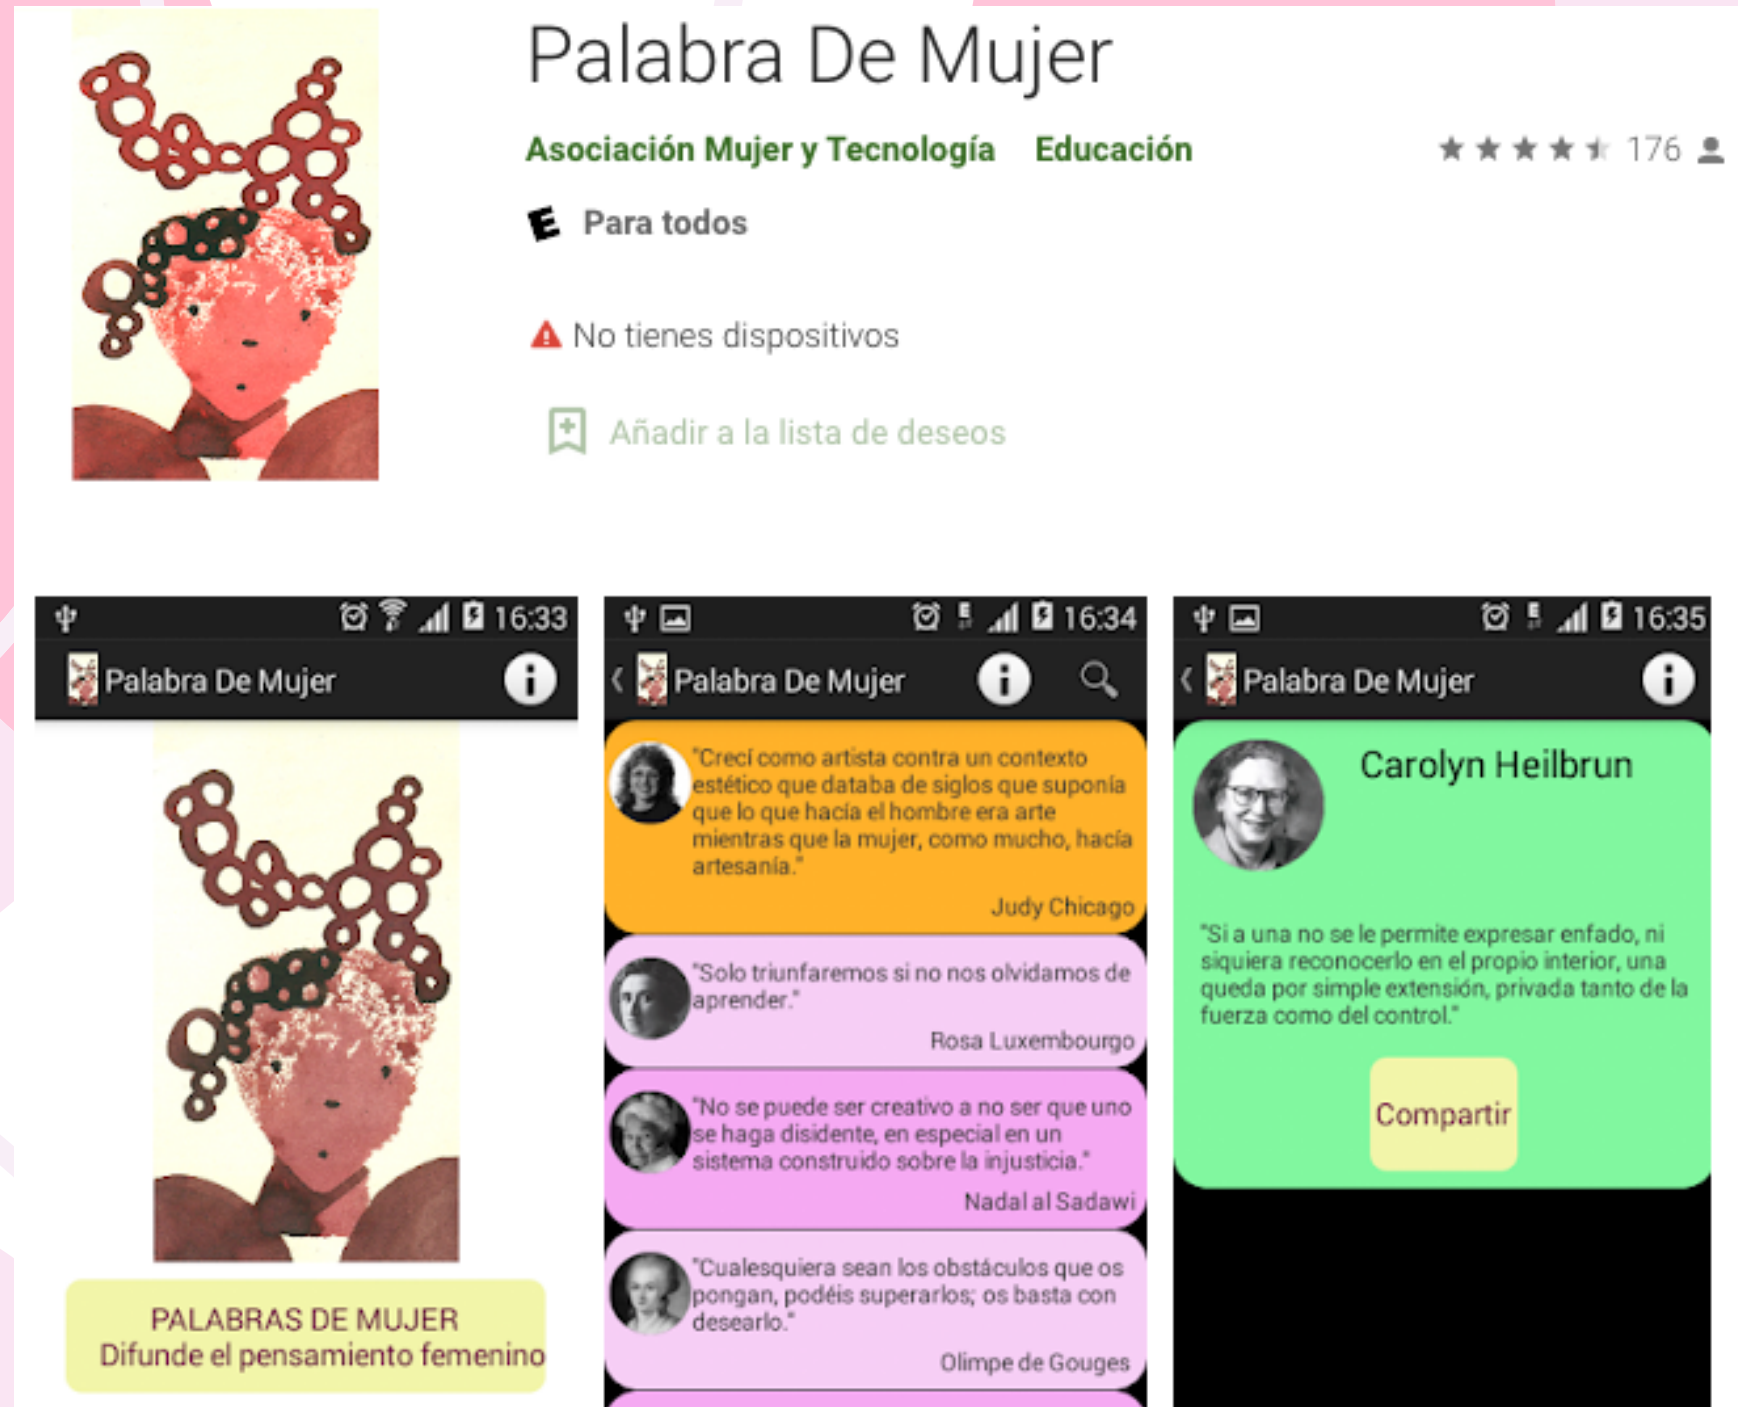 Palabra De Mujer
Asociación Mujer y Tecnología Educación 176
E Para todos
No tienes dispositivos
Añadir a la lista de deseos
16:33
Palabra De Mujer
PALABRAS DE MUJER
Difunde el pensamiento femenino
E 16:34
Palabra De Mujer
"Crecí como artista contra un contexto
estético que databa de siglos que suponía
que lo que hacía el hombre era arte
mientras que la mujer, como mucho, hacía
artesanía."
Judy Chicago
"Solo triunfaremos si no nos olvidamos de
aprender."
Rosa Luxembourgo
"No se puede ser creativo a no ser que uno
se haga disidente, en especial en un
sistema construido sobre la injusticia."
Nadal al Sadawi
"Cualesquiera sean los obstáculos que os
pongan, podéis superarlos; os basta con
desearlo."
Olimpe de Gouges
E 16:35
Palabra De Mujer
Carolyn Heilbrun
"Si a una no se le permite expresar enfado, ni
siquiera reconocerlo en el propio interior, una
queda por simple extensión, privada tanto de la
fuerza como del control."
Compartir